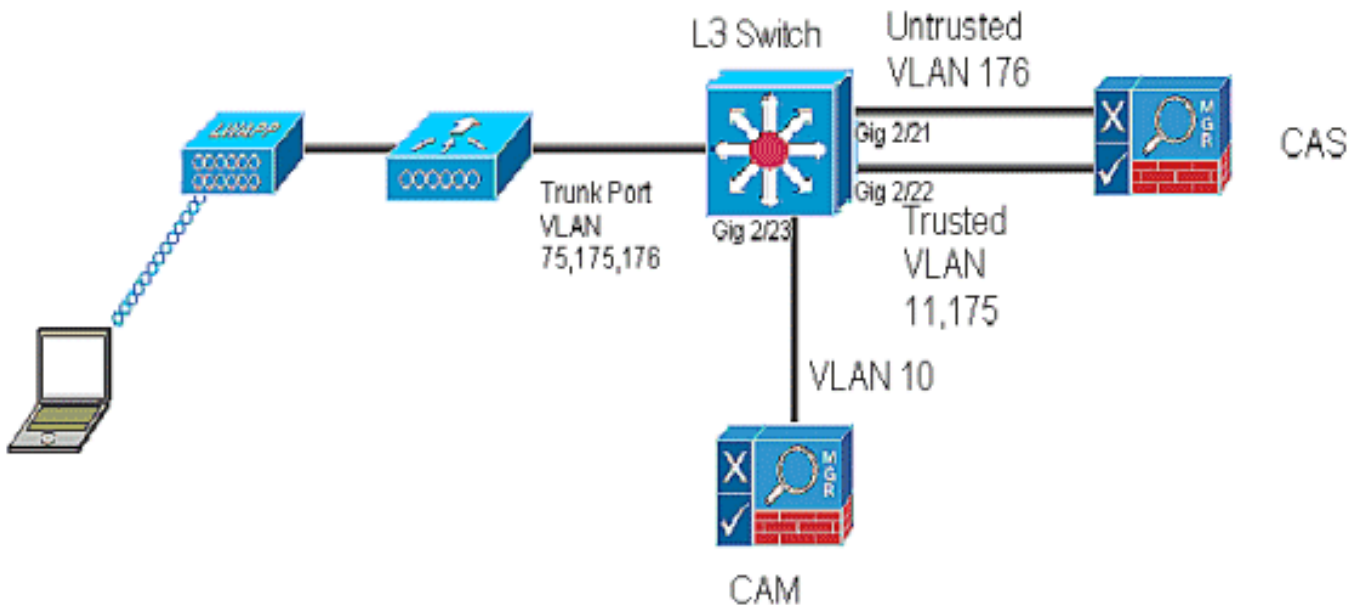 L3 Switch
Untrusted
VLAN 176
LWAPP
Gig 2/21
MGR
CAS
Trunk Port
VLAN
75,175,176
Gig 2/22
Gig 2/23
Trusted
VLAN
11,175
VLAN 10
MGR
CAM